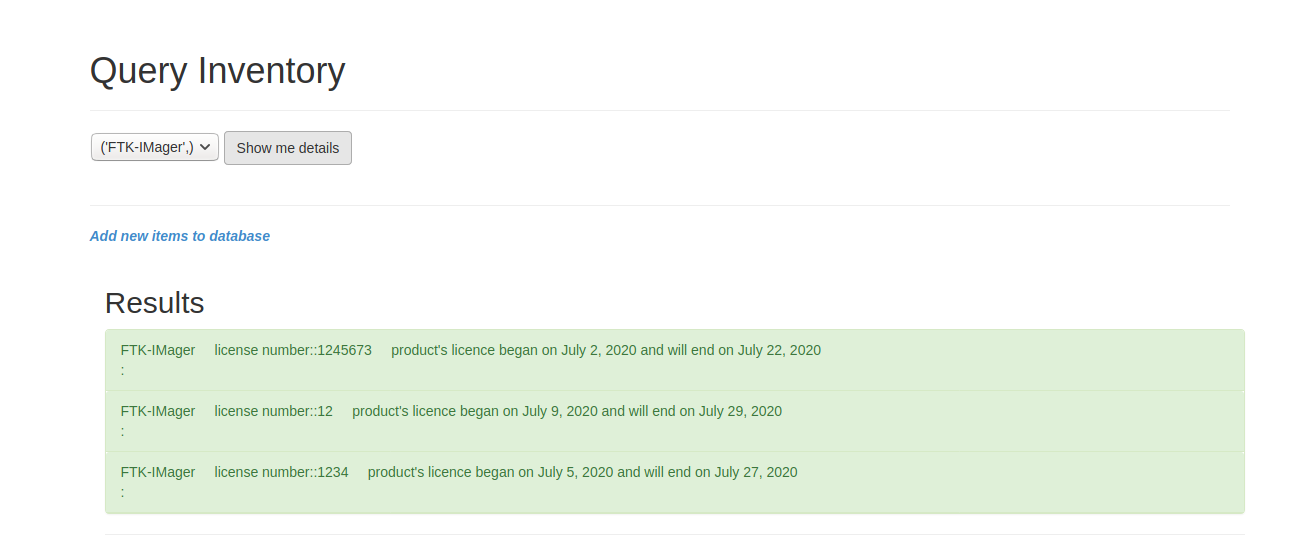 Query Inventory
('FTK-IMager',) Show me details
Add new items to database
Results
FTK-IMager license number::1245673 product's licence began on July 2, 2020 and will end on July 22, 2020
:
FTK-IMager license number::12 product's licence began on July 9, 2020 and will end on July 29, 2020
:
FTK-IMager license number::1234 product's licence began on July 5, 2020 and will end on July 27, 2020
: